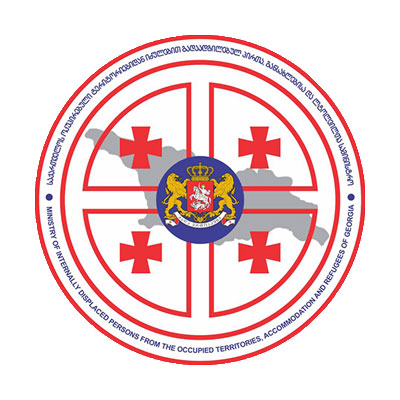 საქართველოს ოკუპირებული ტერიტორიებიდან იძულებით გადაადგილებულ პირთა, განსახლებისა და ლტოლვილთა სამინისტრო
MINISTRY OF INTERNALLY DISPLACED PERSONS FROM THE OCCUPIED TERRITORIES, ACCOMMODATION AND REFUGEES OF GEORGIA